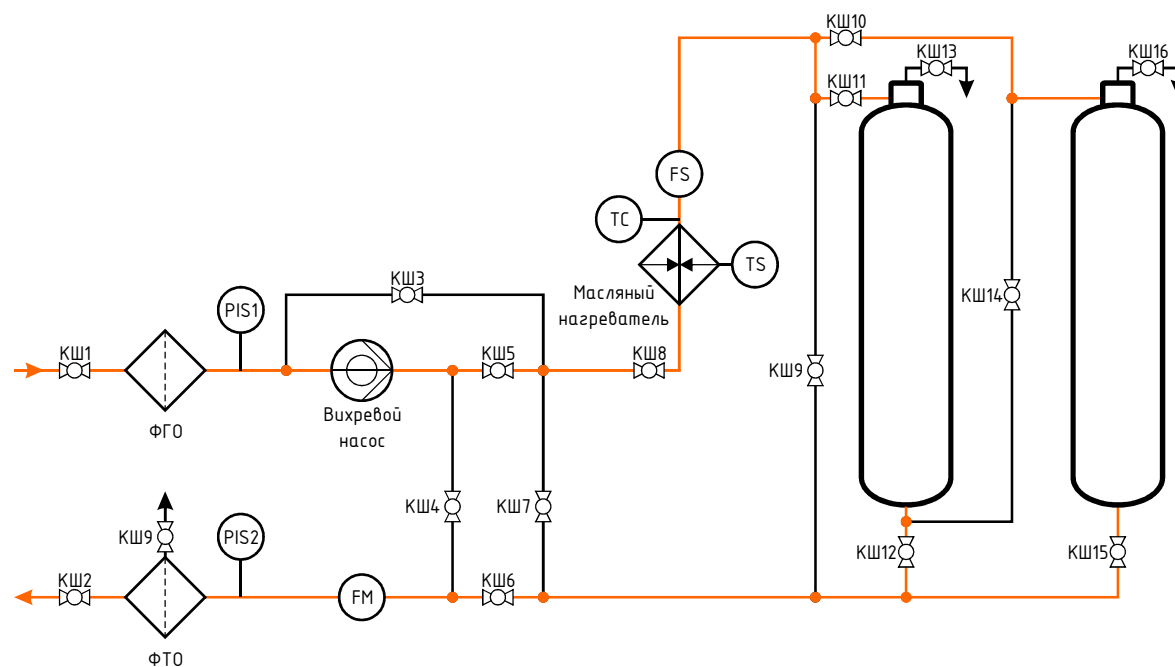 КШ10
КШ13
КШ16
КШ11
FS
TC
TS
КШ3
Масляный
нагреватель
КШ14
PIS1
КШ1
КШ5
КШ8
КШ9
Вихревой
насос
ФГО
КШ4
КШ7
КШ9
PIS2
КШ12
КШ15
КШ2
FM
КШ6
ФТО